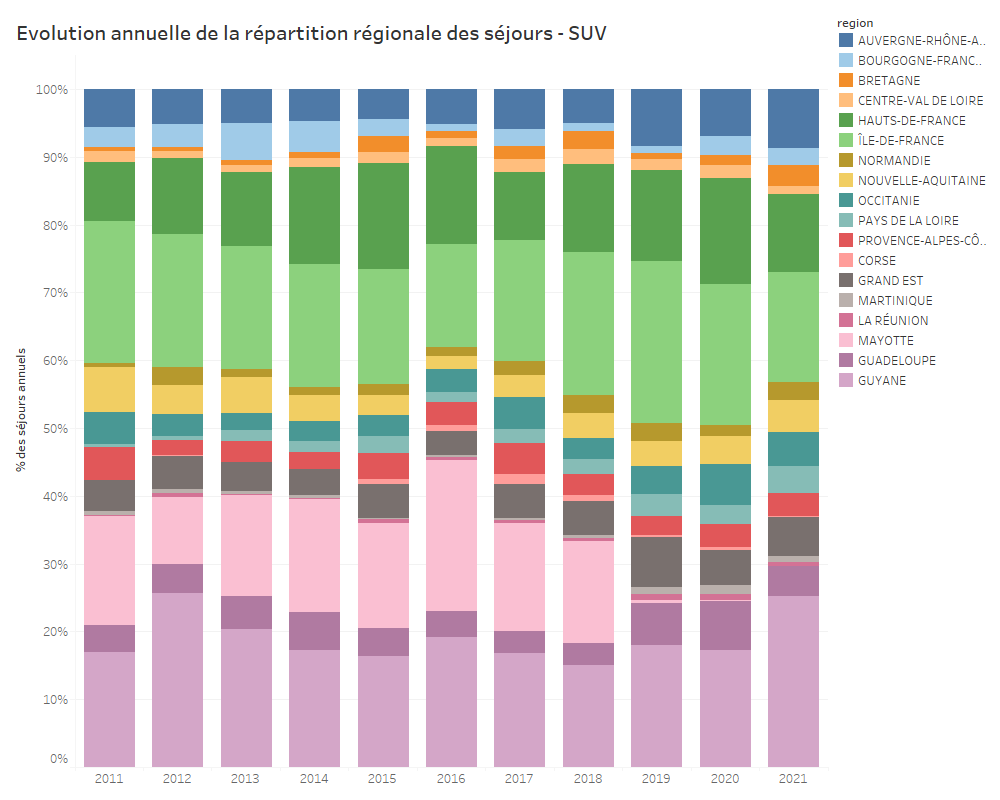 Evolution annuelle de la répartition régionale des séjours - SUV
region
AUVERGNE-RHÔNE-A..
BOURGOGNE-FRANC..
BRETAGNE
CENTRE-VAL DE LOIRE
HAUTS-DE-FRANCE
ÎLE-DE-FRANCE
NORMANDIE
NOUVELLE-AQUITAINE
OCCITANIE
PAYS DE LA LOIRE
PROVENCE-ALPES-CÔ..
CORSE
GRAND EST
MARTINIQUE
LA RÉUNION
MAYOTTE
GUADELOUPE
GUYANE
% des séjours annuels
100%
90%
80%
70%
60%
50%
40%
30%
20%
10%
0%
2011 2012 2013 2014 2015 2016 2017 2018 2019 2020 2021